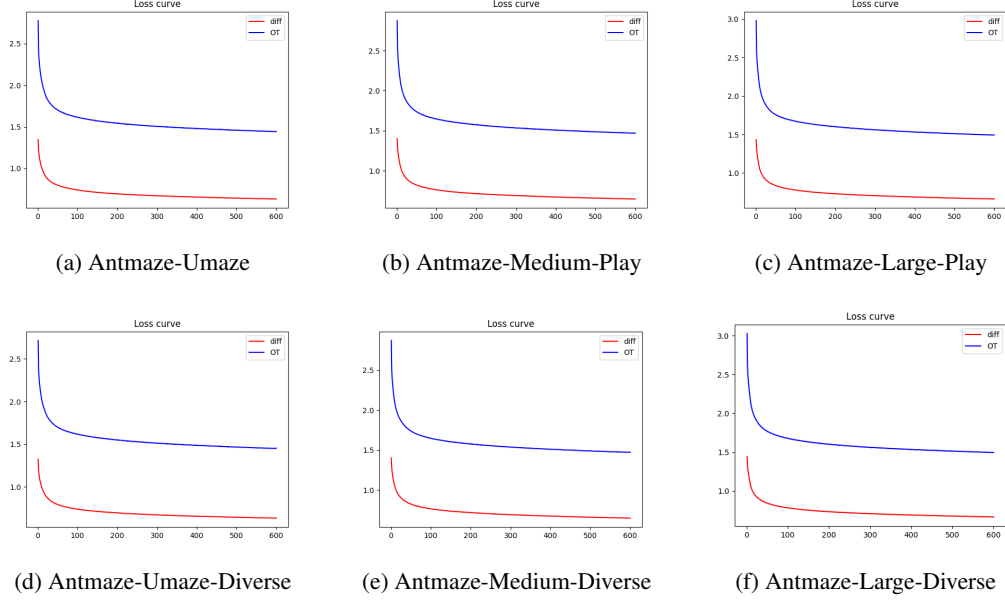 Loss curve
diff
OT
2.5
2.0
1.5
1.0
0 100 200 300 400 500 600
(a) Antmaze-Umaze
Loss curve
diff
OT
2.5
2.0
1.5
1.0
0 100 200 300 400 500 600
(b) Antmaze-Medium-Play
Loss curve
diff
OT
3.0
2.5
2.0
1.5
1.0
0 100 200 300 400 500 600
(c) Antmaze-Large-Play
Loss curve
diff
OT
2.5
2.0
1.5
1.0
0 100 200 300 400 500 600
(d) Antmaze-Umaze-Diverse
Loss curve
diff
OT
2.5
2.0
1.5
1.0
0 100 200 300 400 500 600
(e) Antmaze-Medium-Diverse
Loss curve
diff
OT
3.0
2.5
2.0
1.5
1.0
0 100 200 300 400 500 600
(f) Antmaze-Large-Diverse